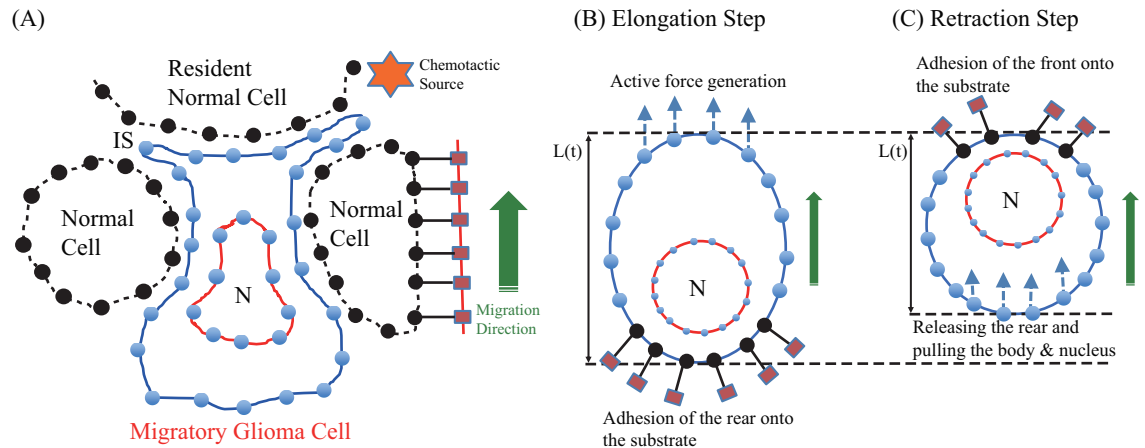 (A)
Resident
Normal Cell
Chemotactic
Source
IS
Normal
Cell
Normal
Cell
N
Migration
Direction
Migratory Glioma Cell
(B) Elongation Step
Active force generation
L(t)
N
Adhesion of the rear onto
the substrate
(C) Retraction Step
Adhesion of the front onto
the substrate
L(t)
N
Releasing the rear and
pulling the body & nucleus